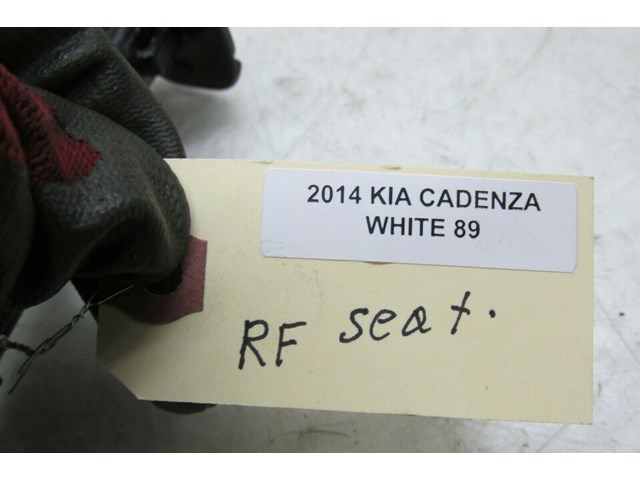 2014 KIA CADENZA
WHITE 89
RF seat.